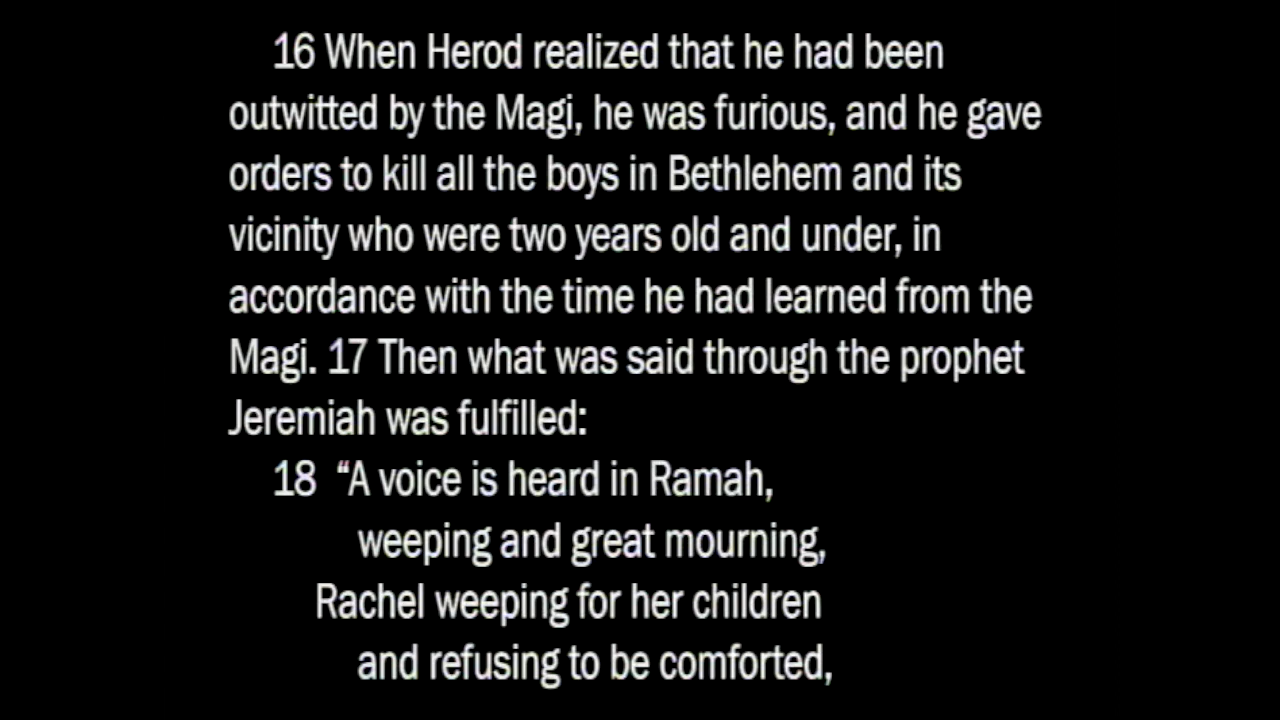 16 When Herod realized that he had been
outwitted by the Magi, he was furious, and he gave
orders to kill all the boys in Bethlehem and its
vicinity who were two years old and under, in
accordance with the time he had learned from the
Magi. 17 Then what was said through the prophet
Jeremiah was fulfilled:
18 “A voice is heard in Ramah,
weeping and great mourning,
Rachel weeping for her children
and refusing to be comforted,